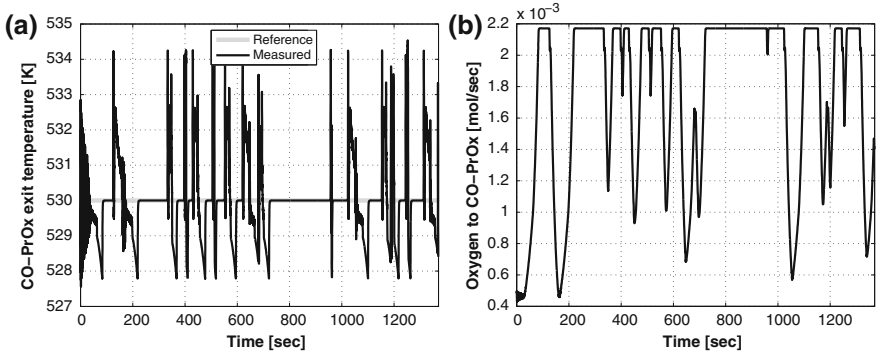 (a)
535
534
533
532
531
530
529
528
527
CO-PrOx exit temperature [K]
Reference
Measured
0 200 400 600 800 1000 1200
Time [sec]
(b)
x 10⁻³
2.2
2
1.8
1.6
1.4
1.2
1
0.8
0.6
0.4
Oxygen to CO-PrOx [mol/sec]
0 200 400 600 800 1000 1200
Time [sec]